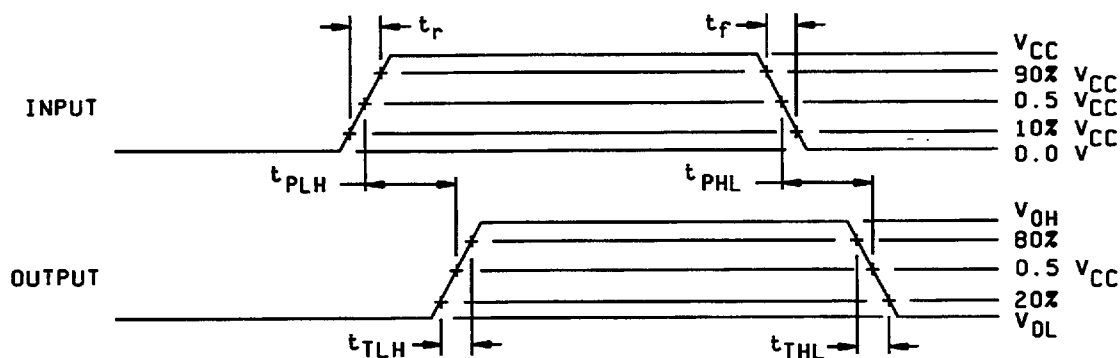 t_r
t_f
V_CC
90% V_CC
INPUT
0.5 V_CC
10% V_CC
0.0 V
t_PLH
t_PHL
V_OH
80%
OUTPUT
0.5 V_CC
20%
V_OL
t_TLH
t_THL